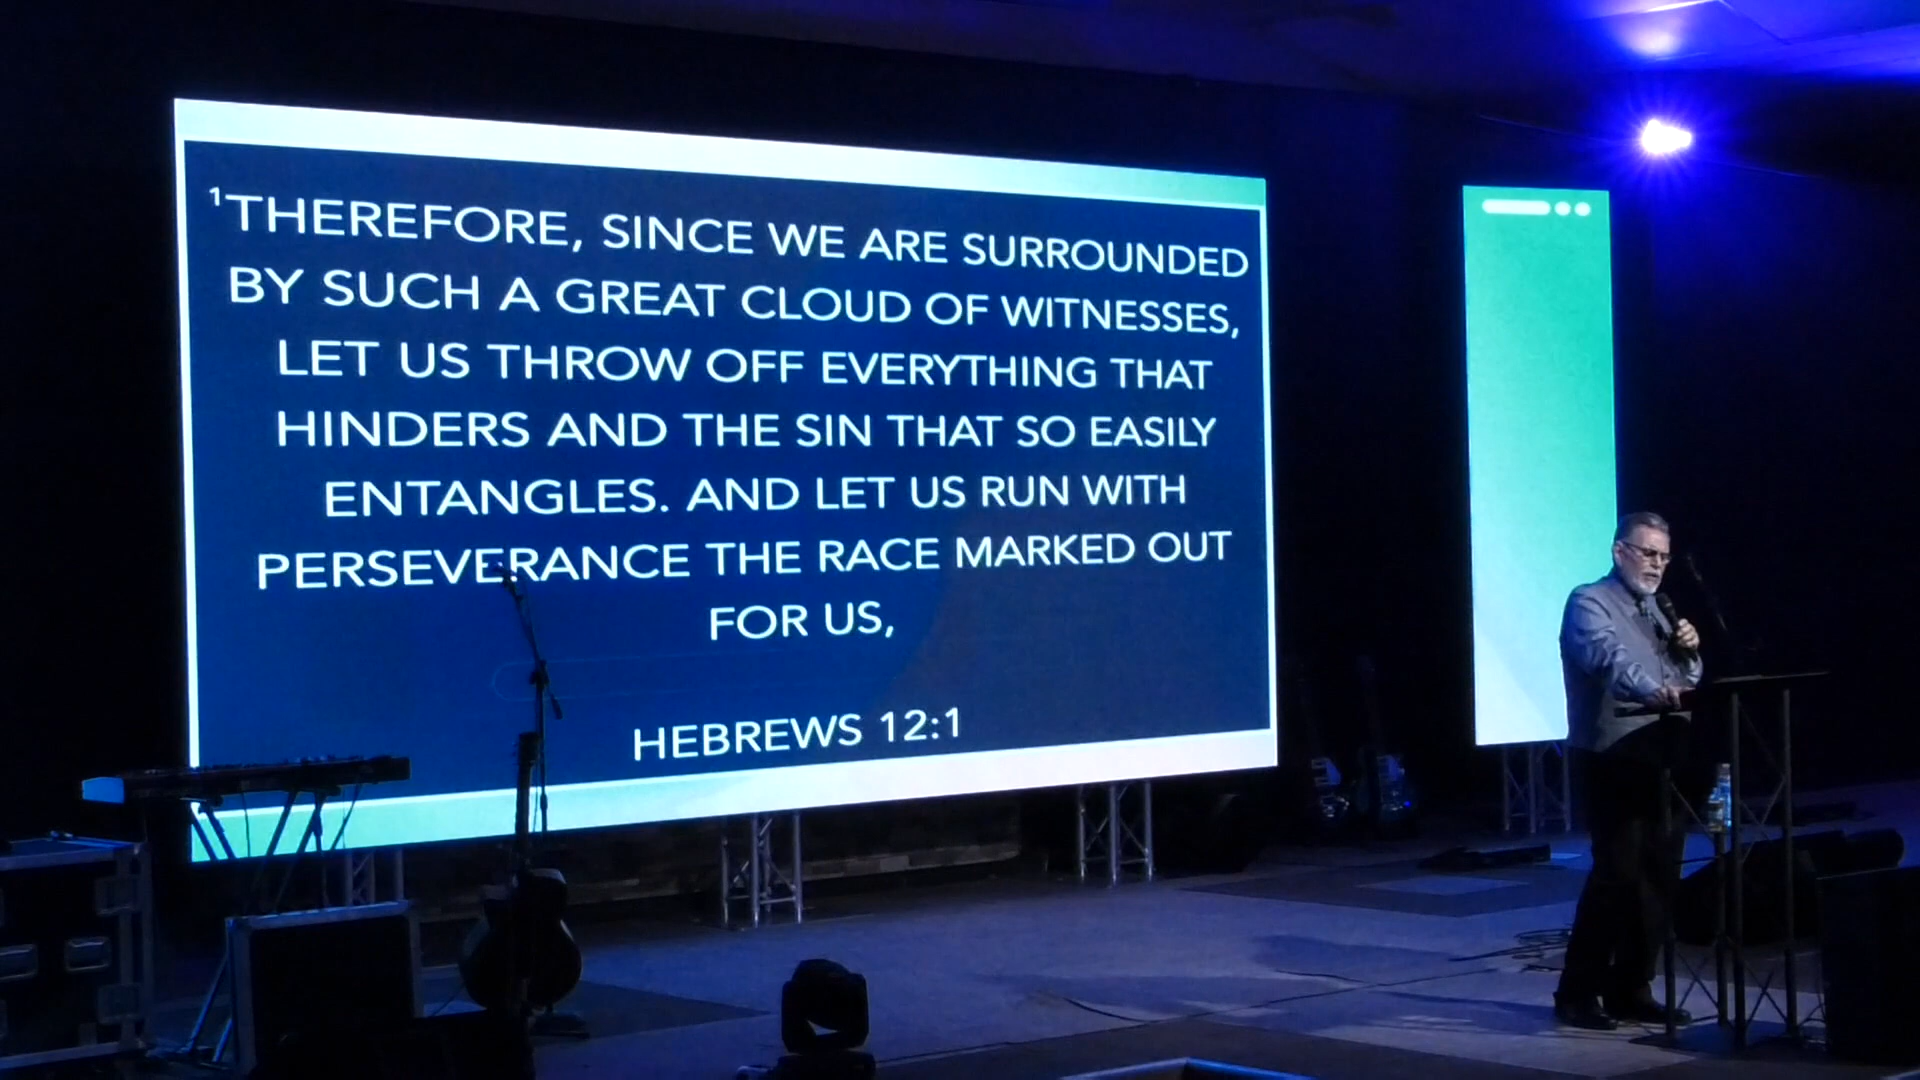 ¹THEREFORE, SINCE WE ARE SURROUNDED
BY SUCH A GREAT CLOUD OF WITNESSES,
LET US THROW OFF EVERYTHING THAT
HINDERS AND THE SIN THAT SO EASILY
ENTANGLES. AND LET US RUN WITH
PERSEVERANCE THE RACE MARKED OUT
FOR US,
HEBREWS 12:1